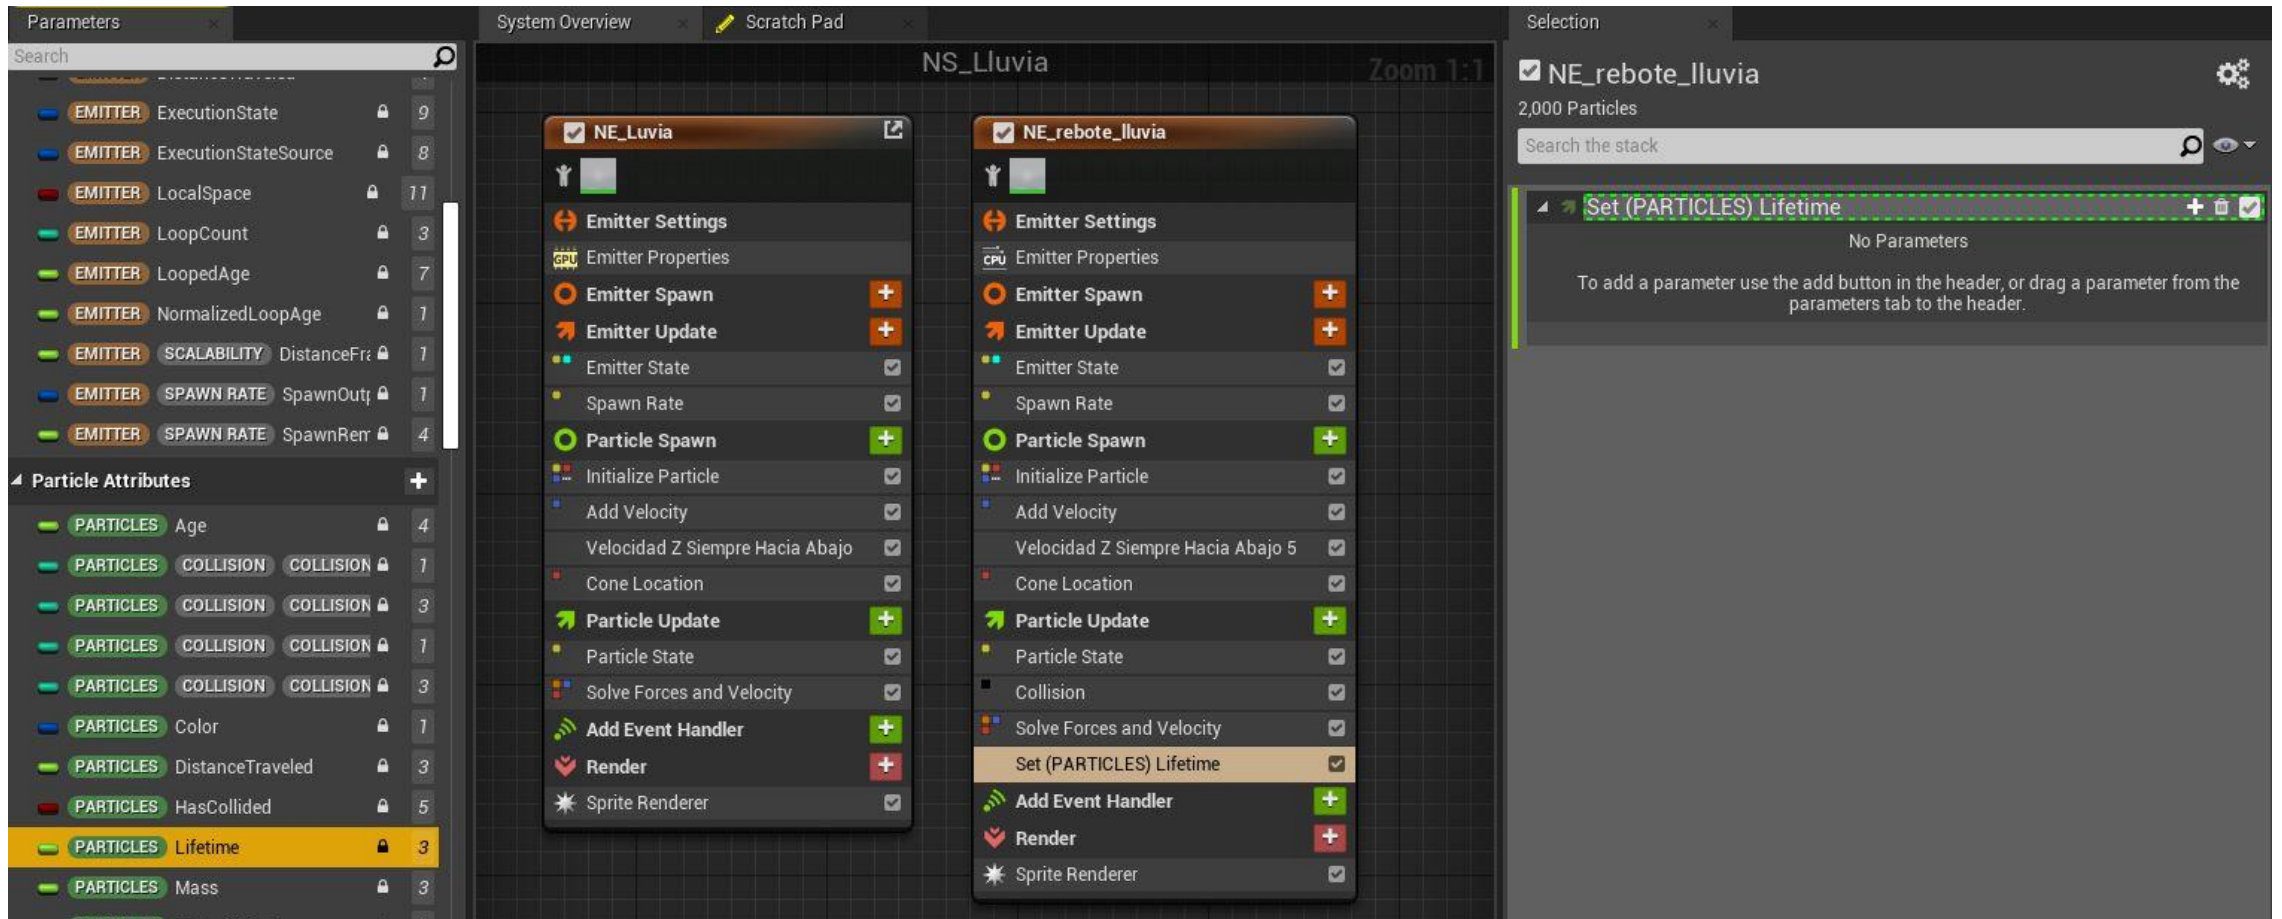 Parameters
Search
EMITTER ExecutionState 9
EMITTER ExecutionStateSource 8
EMITTER LocalSpace 11
EMITTER LoopCount 3
EMITTER LoopedAge 7
EMITTER NormalizedLoopAge 1
EMITTER SCALABILITY DistanceFra 1
EMITTER SPAWN RATE SpawnOutp 1
EMITTER SPAWN RATE SpawnRem 4
Particle Attributes +
PARTICLES Age 4
PARTICLES COLLISION COLLISION 1
PARTICLES COLLISION COLLISION 3
PARTICLES COLLISION COLLISION 1
PARTICLES COLLISION COLLISION 3
PARTICLES Color 1
PARTICLES DistanceTraveled 3
PARTICLES HasCollided 5
PARTICLES Lifetime 3
PARTICLES Mass 3
System Overview
Scratch Pad
NS_Lluvia
Zoom 1:1
NE_Luvia
Emitter Settings
GPU Emitter Properties
Emitter Spawn +
Emitter Update +
Emitter State
Spawn Rate
Particle Spawn +
Initialize Particle
Add Velocity
Velocidad Z Siempre Hacia Abajo
Cone Location
Particle Update +
Particle State
Solve Forces and Velocity
Add Event Handler +
Render +
Sprite Renderer
NE_rebote_lluvia
Emitter Settings
CPU Emitter Properties
Emitter Spawn +
Emitter Update +
Emitter State
Spawn Rate
Particle Spawn +
Initialize Particle
Add Velocity
Velocidad Z Siempre Hacia Abajo 5
Cone Location
Particle Update +
Particle State
Collision
Solve Forces and Velocity
Set (PARTICLES) Lifetime
Add Event Handler +
Render +
Sprite Renderer
Selection
NE_rebote_lluvia
2,000 Particles
Search the stack
Set (PARTICLES) Lifetime +
No Parameters
To add a parameter use the add button in the header, or drag a parameter from the
parameters tab to the header.